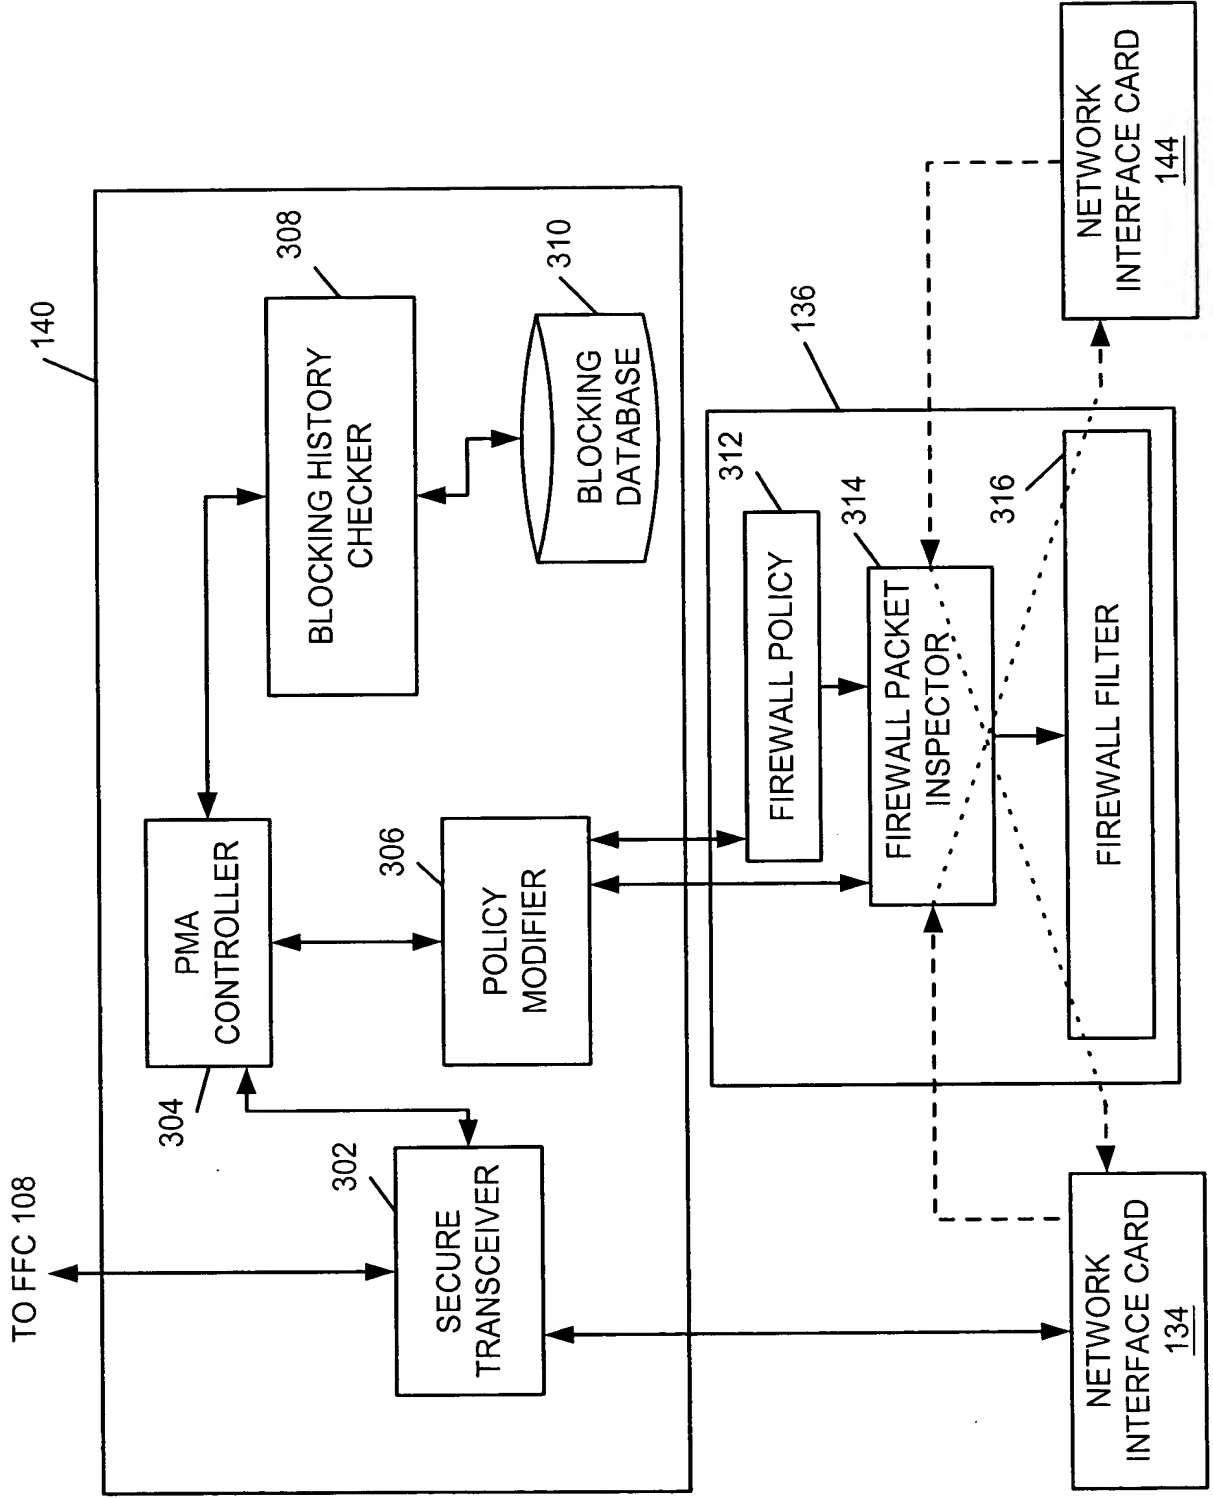 TO FFC 108
140
302
SECURE
TRANSCEIVER
304
PMA
CONTROLLER
306
POLICY
MODIFIER
308
BLOCKING HISTORY
CHECKER
310
BLOCKING
DATABASE
136
312
FIREWALL POLICY
314
FIREWALL PACKET
INSPECTOR
316
FIREWALL FILTER
NETWORK
INTERFACE CARD
134
NETWORK
INTERFACE CARD
144